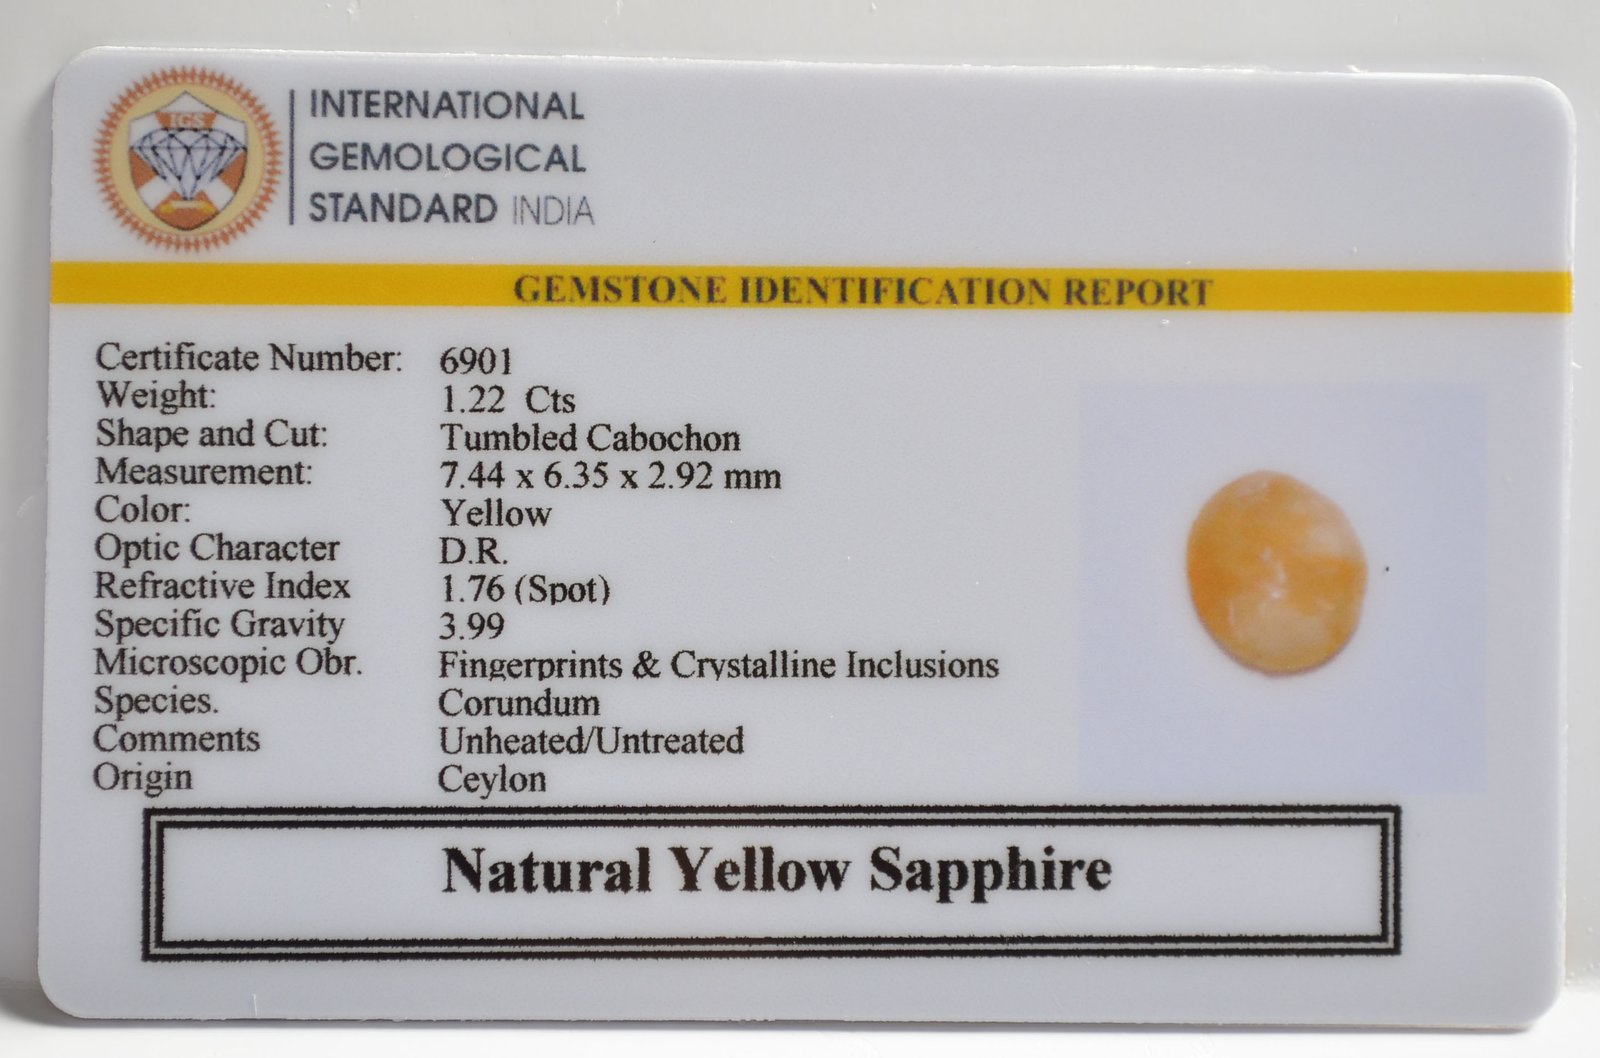 IGS
INTERNATIONAL
GEMOLOGICAL
STANDARD INDIA
GEMSTONE IDENTIFICATION REPORT
Certificate Number: 6901
Weight: 1.22 Cts
Shape and Cut: Tumbled Cabochon
Measurement: 7.44 x 6.35 x 2.92 mm
Color: Yellow
Optic Character D.R.
Refractive Index 1.76 (Spot)
Specific Gravity 3.99
Microscopic Obr. Fingerprints & Crystalline Inclusions
Species. Corundum
Comments Unheated/Untreated
Origin Ceylon
Natural Yellow Sapphire